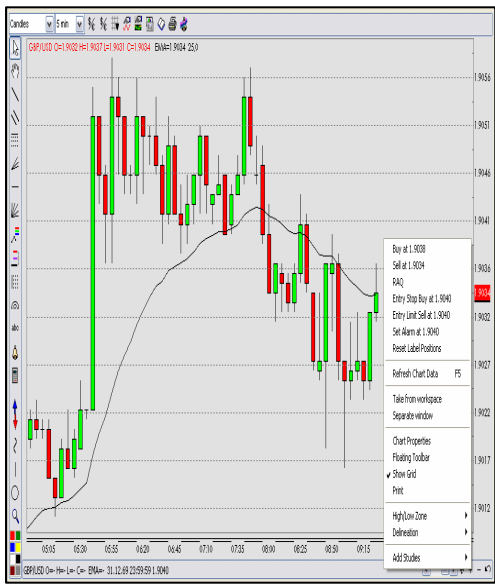 Candles 5 min
GBP/USD O=1.9032 H=1.9037 L=1.9031 C=1.9034 EMA=1.9034 25,0
1.9056
1.9046
1.9041
1.9036
1.9034
1.9032
1.9027
1.9022
1.9017
1.9012
abc
Buy at 1.9038
Sell at 1.9034
RAQ
Entry Stop Buy at 1.9040
Entry Limit Sell at 1.9040
Set Alarm at 1.9040
Reset Label Positions
Refresh Chart Data F5
Take from workspace
Separate window
Chart Properties
Floating Toolbar
Show Grid
Print
High/Low Zone
Delineation
Add Studies
05:05 05:30 05:55 06:20 06:45 07:10 07:35 08:00 08:25 08:50 09:15
GBP/USD O=- H=- L=- C=- EMA=- 31.12.69 23:59:59 1.9040